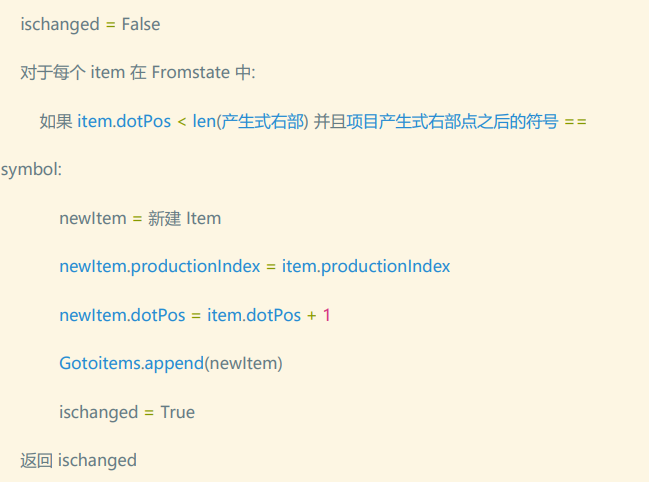 ischanged = False
对于每个 item 在 Fromstate 中:
如果 item.dotPos < len(产生式右部) 并且项目产生式右部点之后的符号 ==
symbol:
newItem = 新建 Item
newItem.productionIndex = item.productionIndex
newItem.dotPos = item.dotPos + 1
Gotoitems.append(newItem)
ischanged = True
返回 ischanged